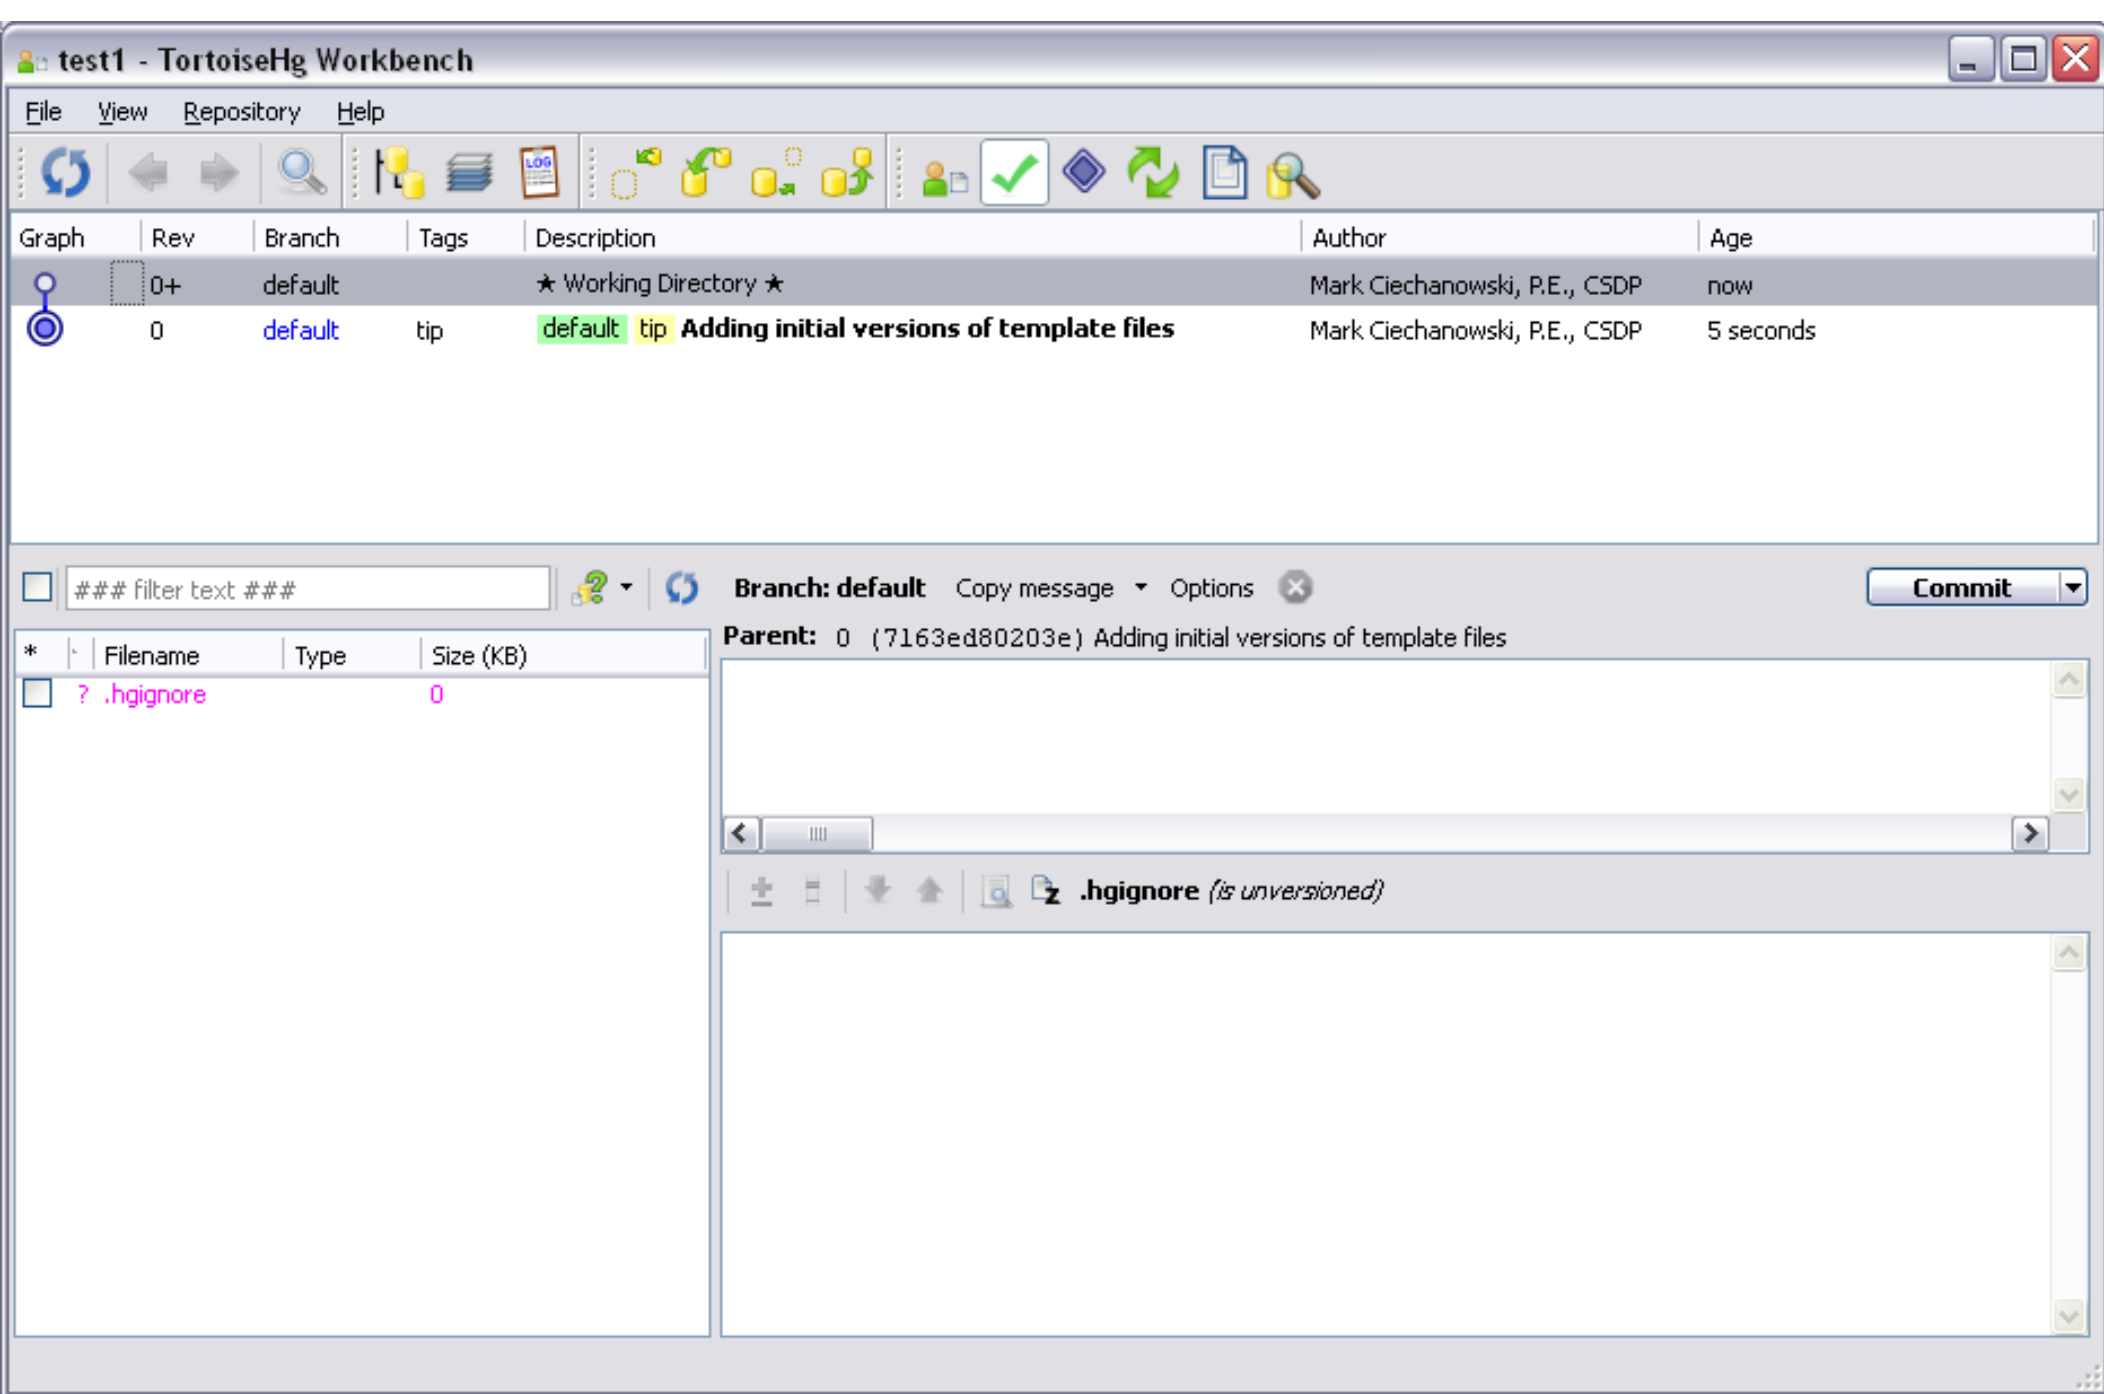 test1 - TortoiseHg Workbench
File View Repository Help
LOG
Graph Rev Branch Tags Description Author Age
0+ default ★ Working Directory ★ Mark Ciechanowski, P.E., CSDP now
0 default tip default tip Adding initial versions of template files Mark Ciechanowski, P.E., CSDP 5 seconds
### filter text ### Branch: default Copy message Options Commit
Parent: 0 (7163ed80203e) Adding initial versions of template files
* Filename Type Size (KB)
? .hgignore 0
.hgignore (is unversioned)